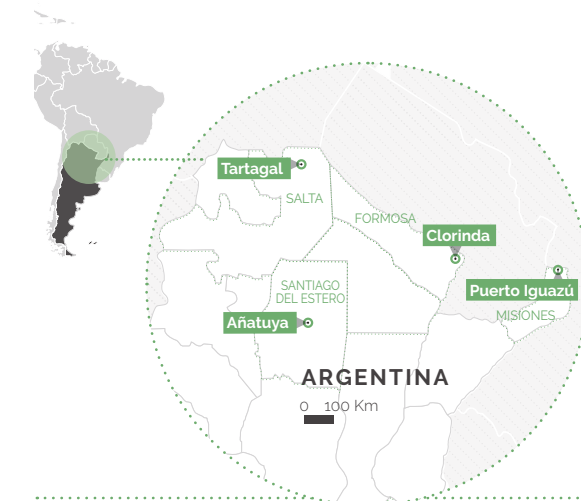 Tartagal
SALTA
FORMOSA
Clorinda
Puerto Iguazú
SANTIAGO
DEL ESTERO
MISIONES
Añatuya
ARGENTINA
0 100 Km